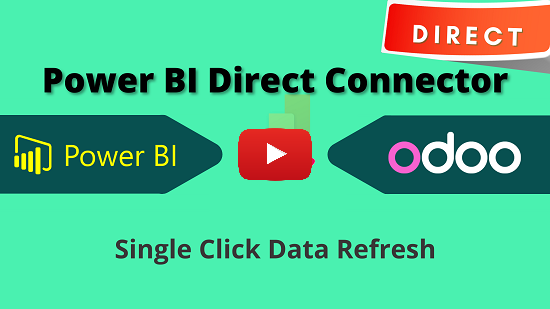 DIRECT
Power BI Direct Connector
Power BI
odoo
Single Click Data Refresh